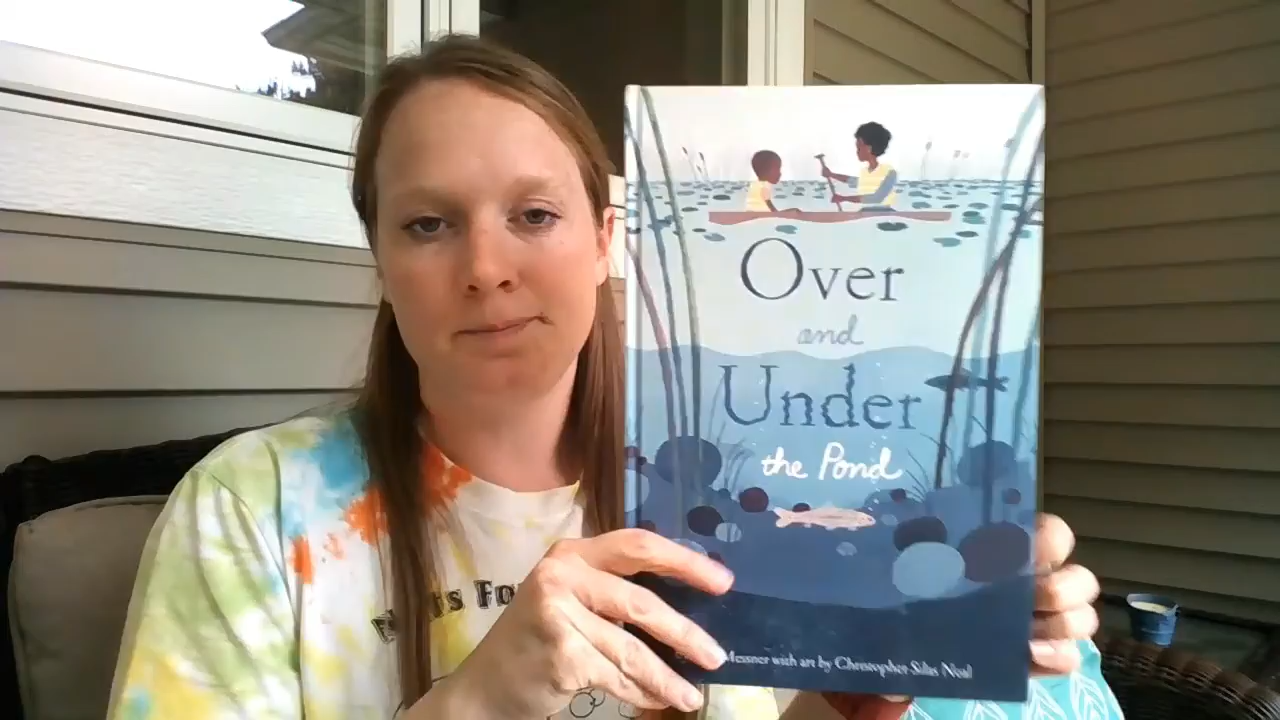 Over
and
Under
the Pond
Messner with art by Christopher Silas Neal